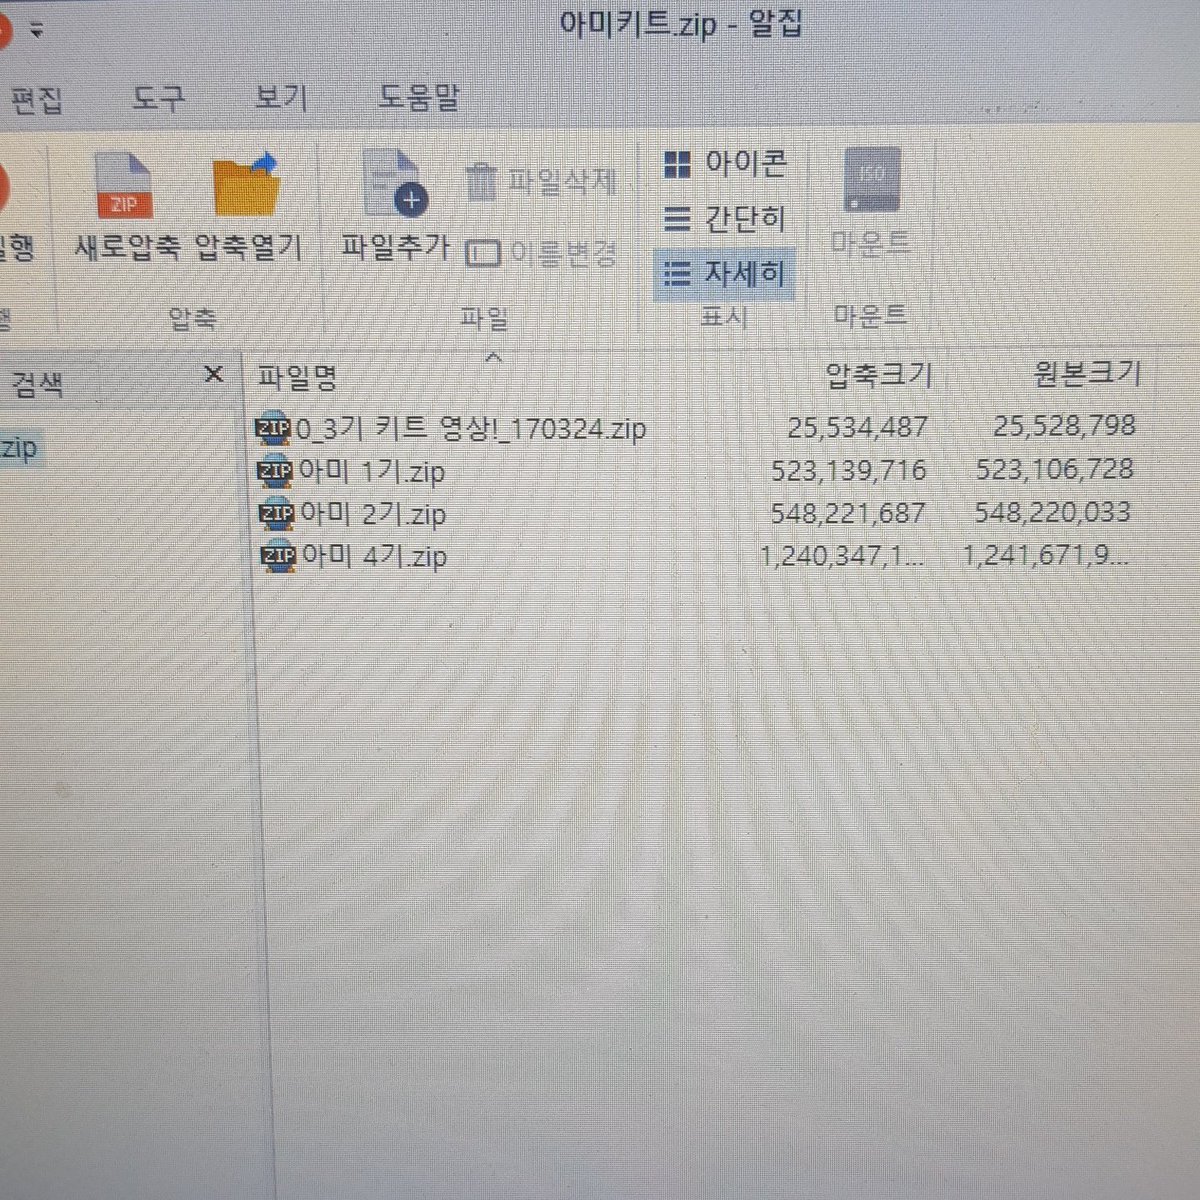 아미키트.zip - 알집
편집 도구 보기 도움말
ZIP
ISO
아이콘
파일삭제
간단히
새로압축 압축열기 파일추가 이름변경
마운트
자세히
압축 파일 표시 마운트
검색 × 파일명 압축크기 원본크기
ZIP 0_3기 키트 영상!_170324.zip 25,534,487 25,528,798
zip
ZIP 아미 1기.zip 523,139,716 523,106,728
ZIP 아미 2기.zip 548,221,687 548,220,033
ZIP 아미 4기.zip 1,240,347,1... 1,241,671,9...